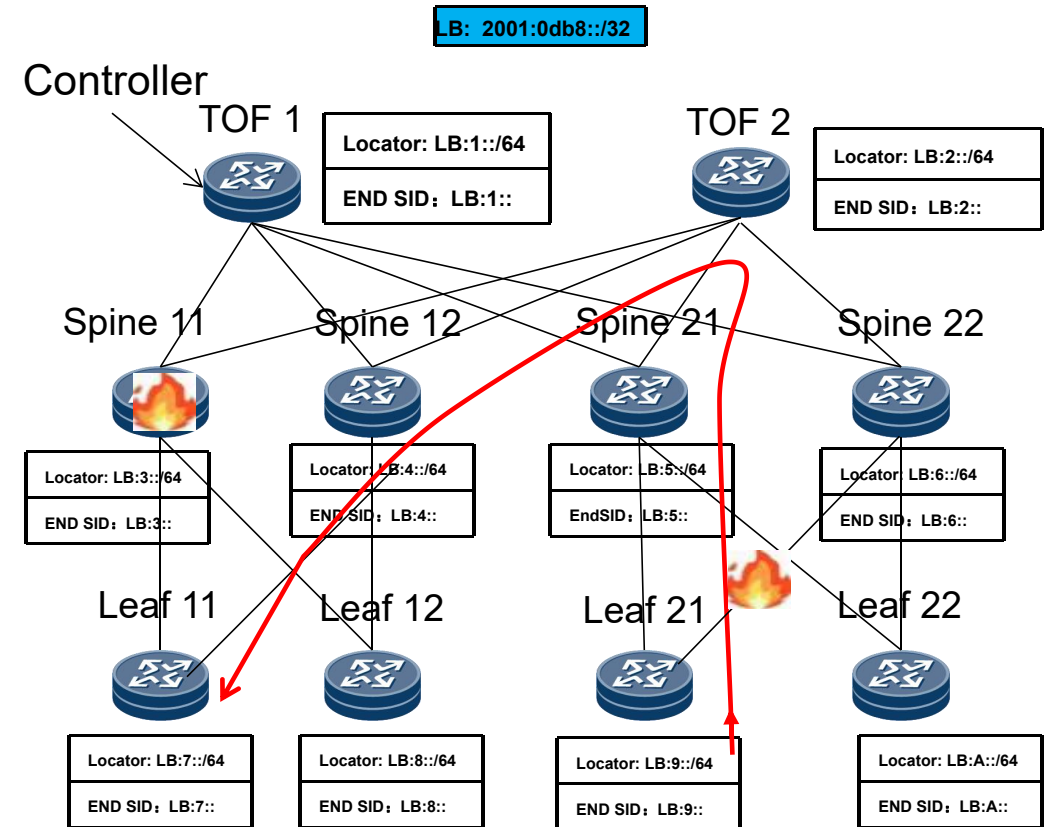 LB: 2001:0db8::/32
Controller
TOF 1
TOF 2
Locator: LB:1::/64
END SID：LB:1::
Locator: LB:2::/64
END SID：LB:2::
Spine 11
Spine 12
Spine 21
Spine 22
Locator: LB:3::/64
END SID：LB:3::
Locator: LB:4::/64
END SID：LB:4::
Locator: LB:5::/64
EndSID：LB:5::
Locator: LB:6::/64
END SID：LB:6::
Leaf 11
Leaf 12
Leaf 21
Leaf 22
Locator: LB:7::/64
END SID：LB:7::
Locator: LB:8::/64
END SID：LB:8::
Locator: LB:9::/64
END SID：LB:9::
Locator: LB:A::/64
END SID：LB:A::